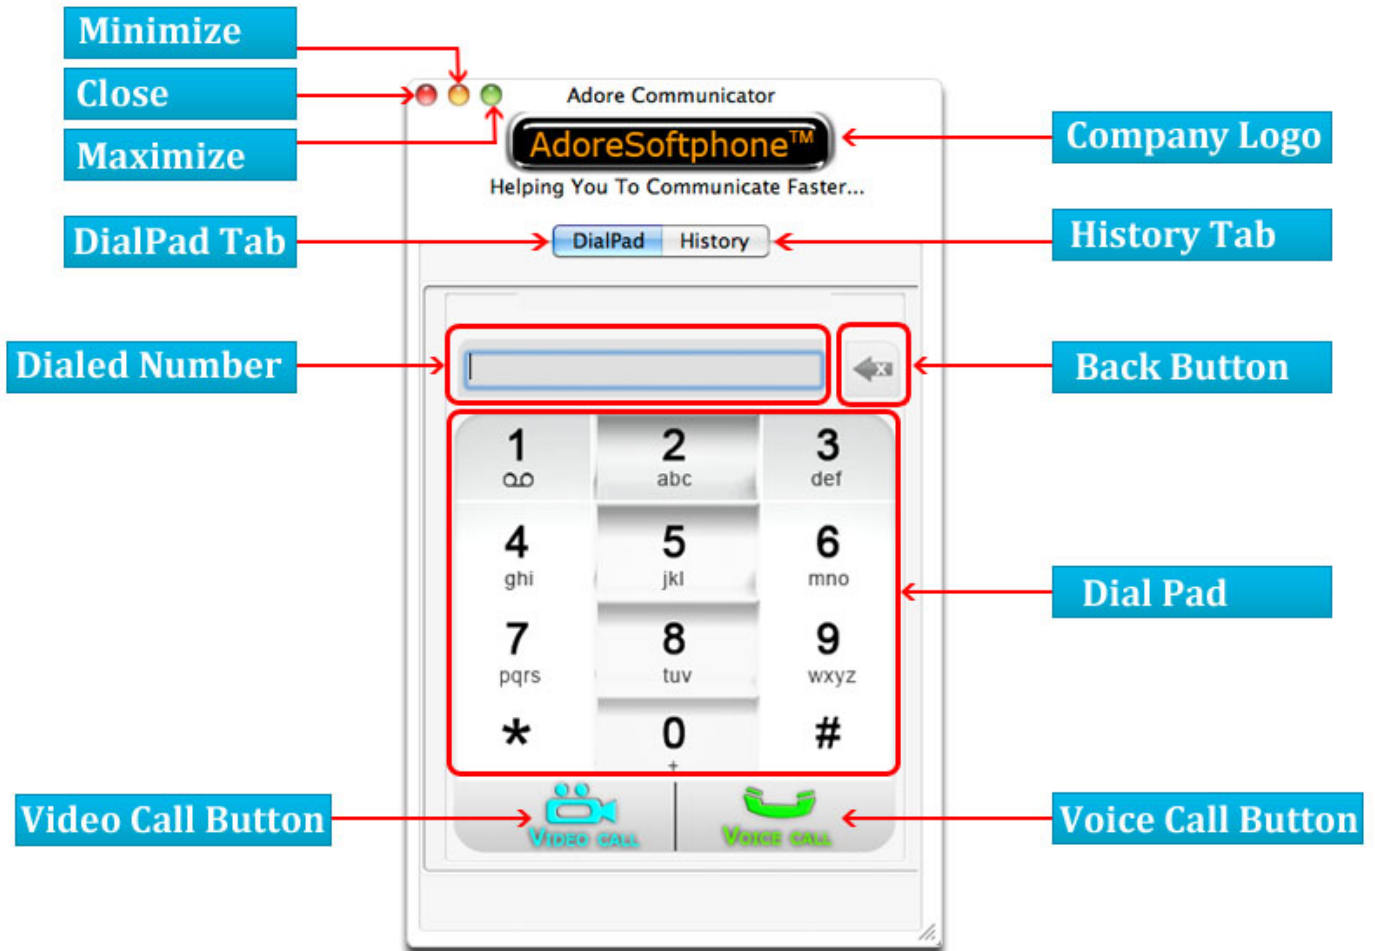 Minimize
Close
Maximize
Adore Communicator
AdoreSoftphone™
Helping You To Communicate Faster...
Company Logo
DialPad Tab
DialPad History
History Tab
Dialed Number
Back Button
x
1 2 3
abc def
4 5 6
ghi jkl mno
7 8 9
pqrs tuv wxyz
* 0 #
+
Dial Pad
Video Call Button
VIDEO CALL
VOICE CALL
Voice Call Button